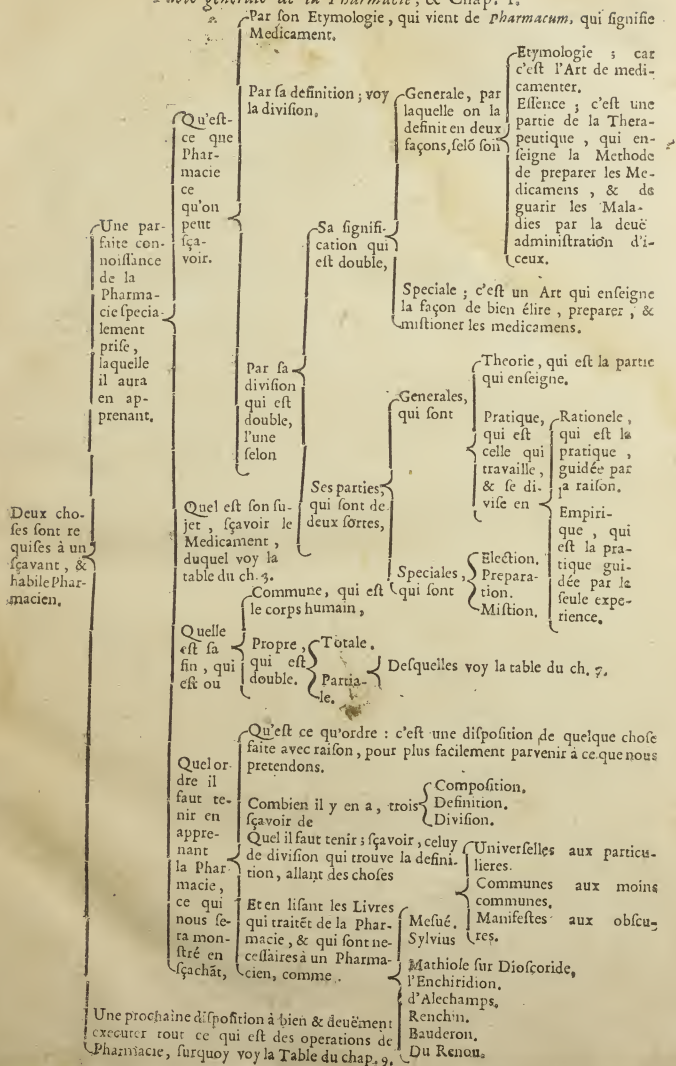 Table generale de la Pharmacie, & Chap. 1.
Par ſon Etymologie, qui vient de Pharmacum, qui ſignifie
Medicament.
Par ſa définition; voy
la diviſion,
Qu'eſt-
ce que
Phar-
macie
ce
qu'on
peut
ſça-
voir.
Generale, par
laquelle on la
definit en deux
façons, ſelõ ſoñ
Etymologie; car
c'eſt l'Art de medi-
camenter.
Eſſence; c'eſt une
partie de la Thera-
peutique, qui en-
ſeigne la Methode
de preparer les Me-
dicamens, & de
guarir les Mala-
dies par la deuë
adminiſtration d'i-
ceux.
Sa ſignifi-
cation qui
eſt double,
Speciale; c'eſt un Art qui enſeigne
la façon de bien élire, preparer, &
miſtioner les medicamens.
Une par-
faite con-
noiſſance
de la
Pharma-
cie ſpecia-
lement
priſe,
laquelle
il aura
en ap-
prenant.
Par ſa
diviſion
qui eſt
double,
l'une
ſelon
Generales,
qui ſont
Theorie, qui eſt la partie
qui enſeigne.
Pratique,
qui eſt
celle qui
travaille,
& ſe di-
viſe en
Rationele,
qui eſt la
pratique,
guidée par
la raiſon.
Empiri-
que, qui
eſt la pra-
tique gui-
dée par la
ſeule expe-
rience.
Ses parties,
qui ſont de
deux ſortes,
Speciales,
qui ſont
Election.
Prepara-
tion.
Miſtion.
Deux cho-
ſes ſont re
quiſes à un
ſçavant, &
habile Phar-
macien,
Quel eſt ſon ſu-
jet, ſçavoir le
Medicament,
duquel voy la
table du ch. 3.
Quelle
eſt ſa
fin, qui
eſt ou
Commune, qui eſt
le corps humain,
Propre,
qui eſt
double.
Totale.
Partia-
le.
Deſquelles voy la table du ch. 7.
Quel or-
dre il
faut te-
nir en
appre-
nant
la Phar-
macie,
ce qui
nous ſe-
ra mon-
ſtré en
ſçachãt,
Qu'eſt ce qu'ordre: c'eſt une diſpoſition de quelque choſe
faite avec raiſon, pour plus facilement parvenir à ce que nous
pretendons.
Combien il y en a, trois
ſçavoir de
Compoſition.
Definition.
Diviſion.
Quel il faut tenir; ſçavoir, celuy
de diviſion qui trouve la defini-
tion, allant des choſes
Univerſelles aux particu-
lieres.
Communes aux moins
communes.
Manifeſtes aux obſcu-
res.
Et en liſant les Livres
qui traitẽt de la Phar-
macie, & qui ſont ne-
ceſſaires à un Pharma-
cien, comme.
Meſué.
Sylvius
Mathiole ſur Dioſcoride,
l'Enchiridion.
d'Alechamps.
Renchin.
Bauderon.
Du Renou.
Une prochaine diſpoſition à bien & deuëment
executer tout ce qui eſt des operations de
Pharmacie, ſurquoy voy la Table du chap. 9.